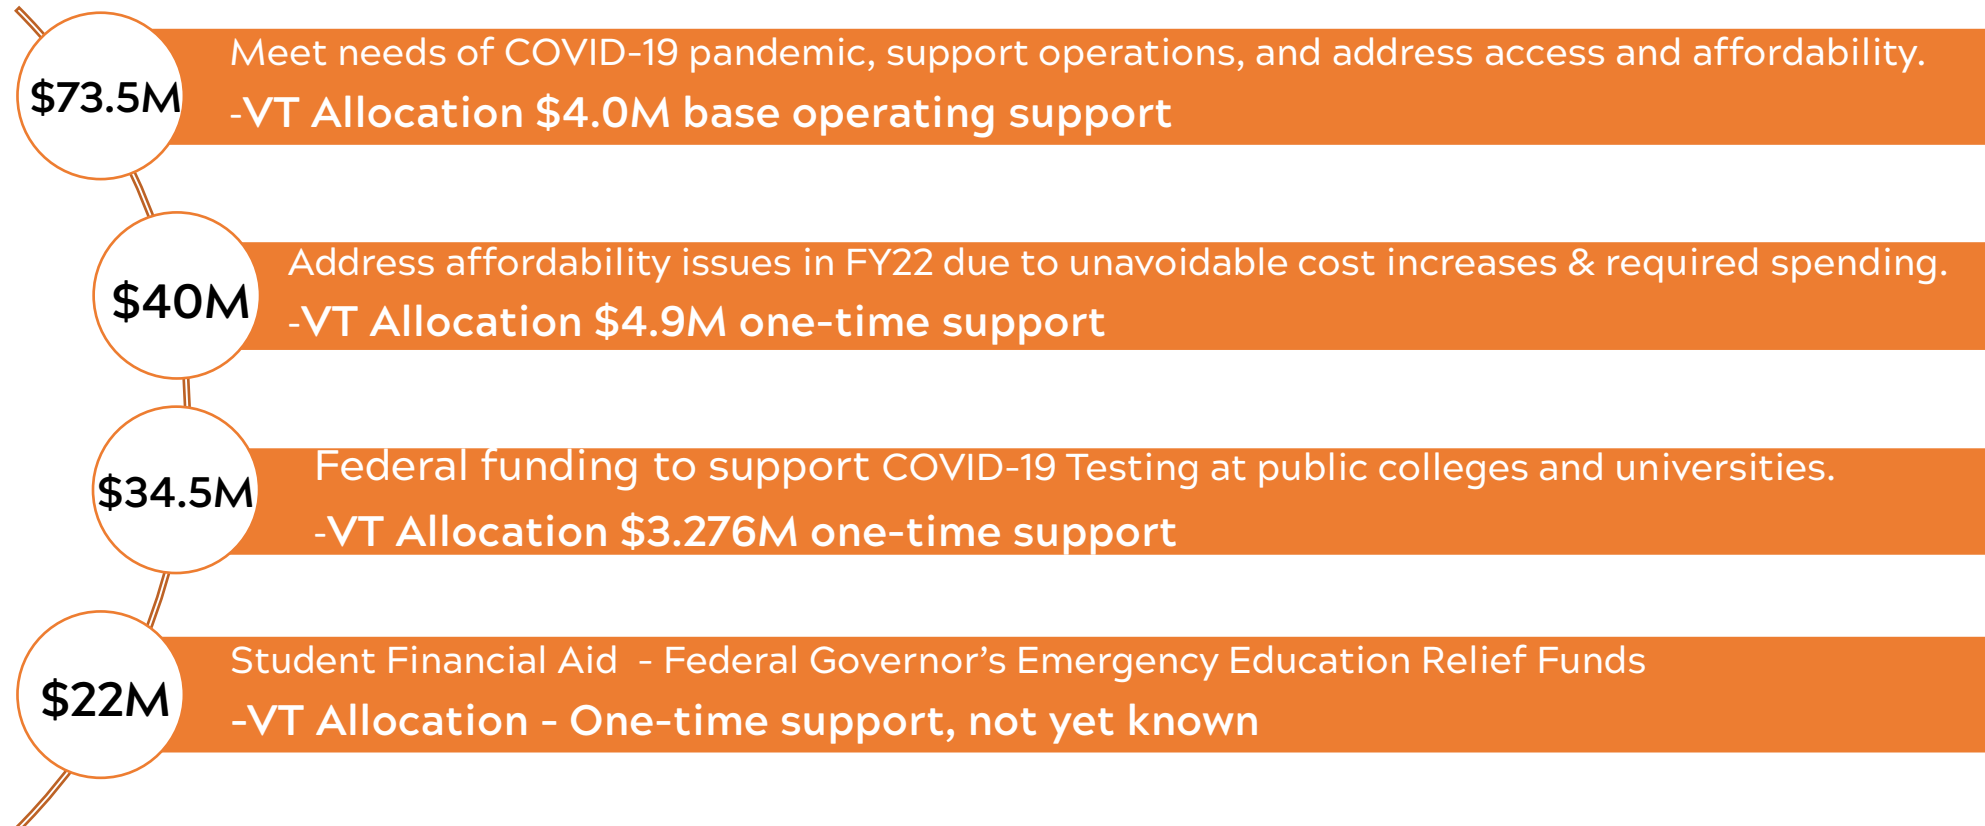 $73.5M
Meet needs of COVID-19 pandemic, support operations, and address access and affordability.
-VT Allocation $4.0M base operating support
$40M
Address affordability issues in FY22 due to unavoidable cost increases & required spending.
-VT Allocation $4.9M one-time support
$34.5M
Federal funding to support COVID-19 Testing at public colleges and universities.
-VT Allocation $3.276M one-time support
$22M
Student Financial Aid - Federal Governor’s Emergency Education Relief Funds
-VT Allocation - One-time support, not yet known